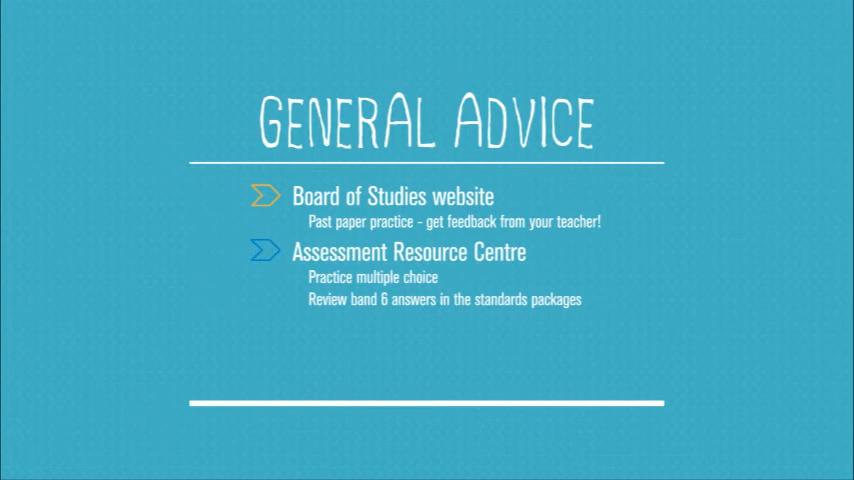 GENERAL ADVICE
Board of Studies website
Past paper practice - get feedback from your teacher!
Assessment Resource Centre
Practice multiple choice
Review band 6 answers in the standards packages